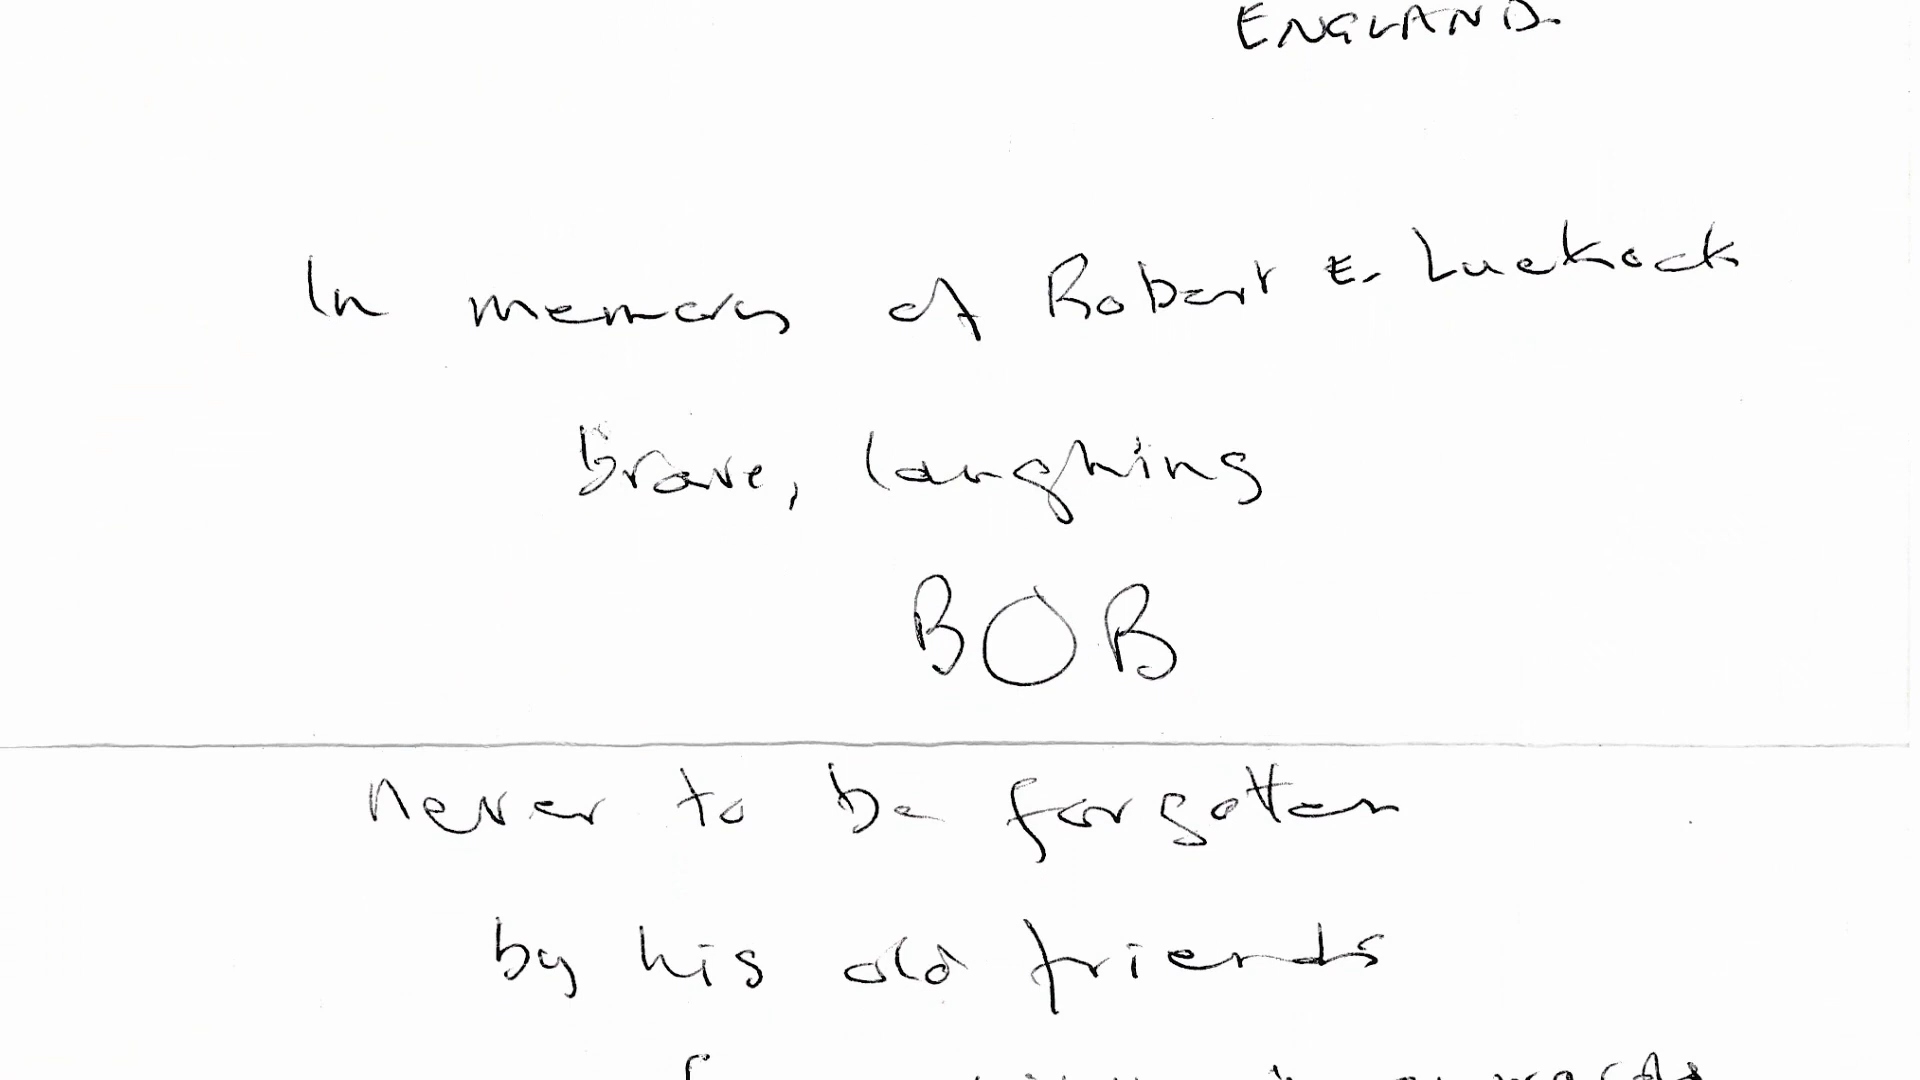 ENGLAND
In memory of Robert E. Luckock
brave, laughing
BOB
never to be forgotten
by his old friends